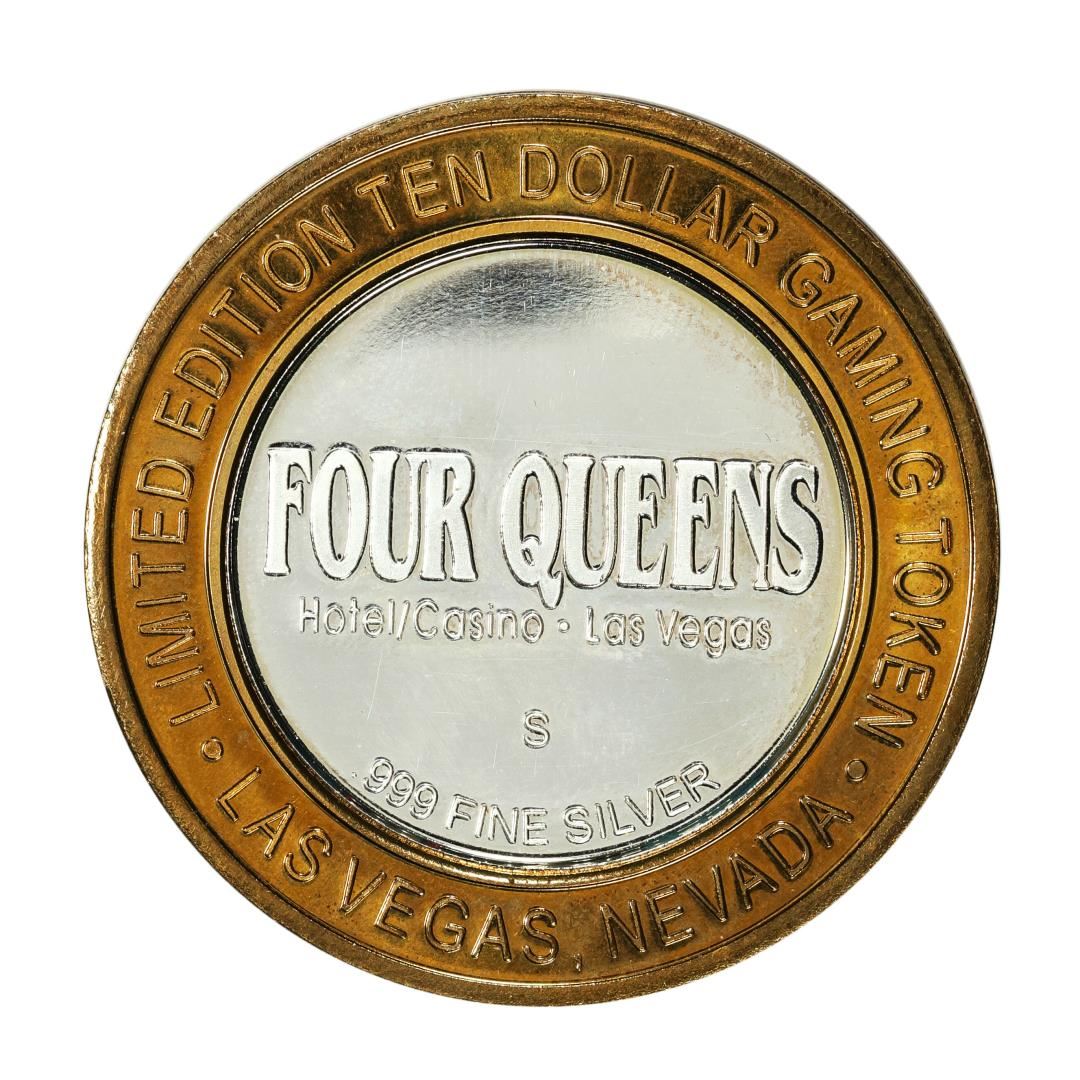 LIMITED EDITION TEN DOLLAR GAMING TOKEN
FOUR QUEENS
Hotel/Casino · Las Vegas
S
.999 FINE SILVER
· LAS VEGAS, NEVADA ·